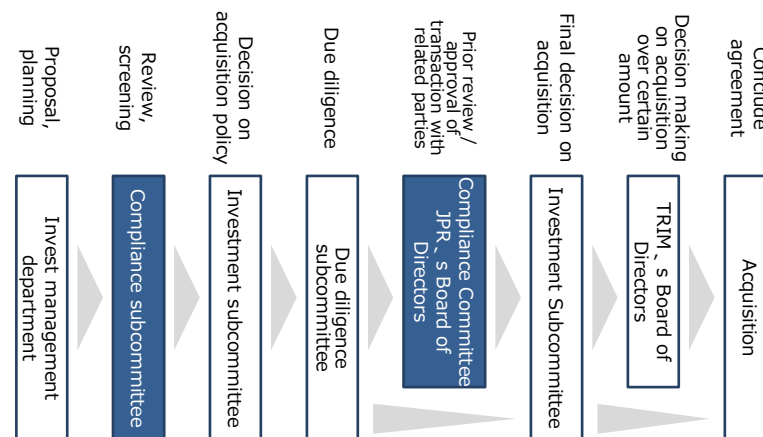 Proposal,
planning
Invest management
department
Review,
screening
Compliance subcommittee
Decision on
acquisition policy
Investment subcommittee
Due diligence
Due diligence
subcommittee
Prior review /
approval of
transaction with
related parties
Compliance Committee
JPR、s Board of
Directors
Final decision on
acquisition
Investment Subcommittee
Decision making
on acquisition
over certain
amount
TRIM、s Board of
Directors
Conclude
agreement
Acquisition